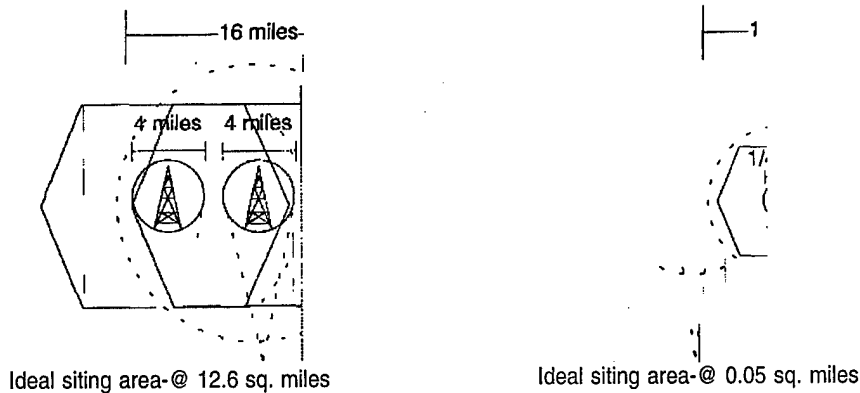 16 miles
1
4 miles 4 miles
1/
Ideal siting area-@ 12.6 sq. miles
Ideal siting area-@ 0.05 sq. miles